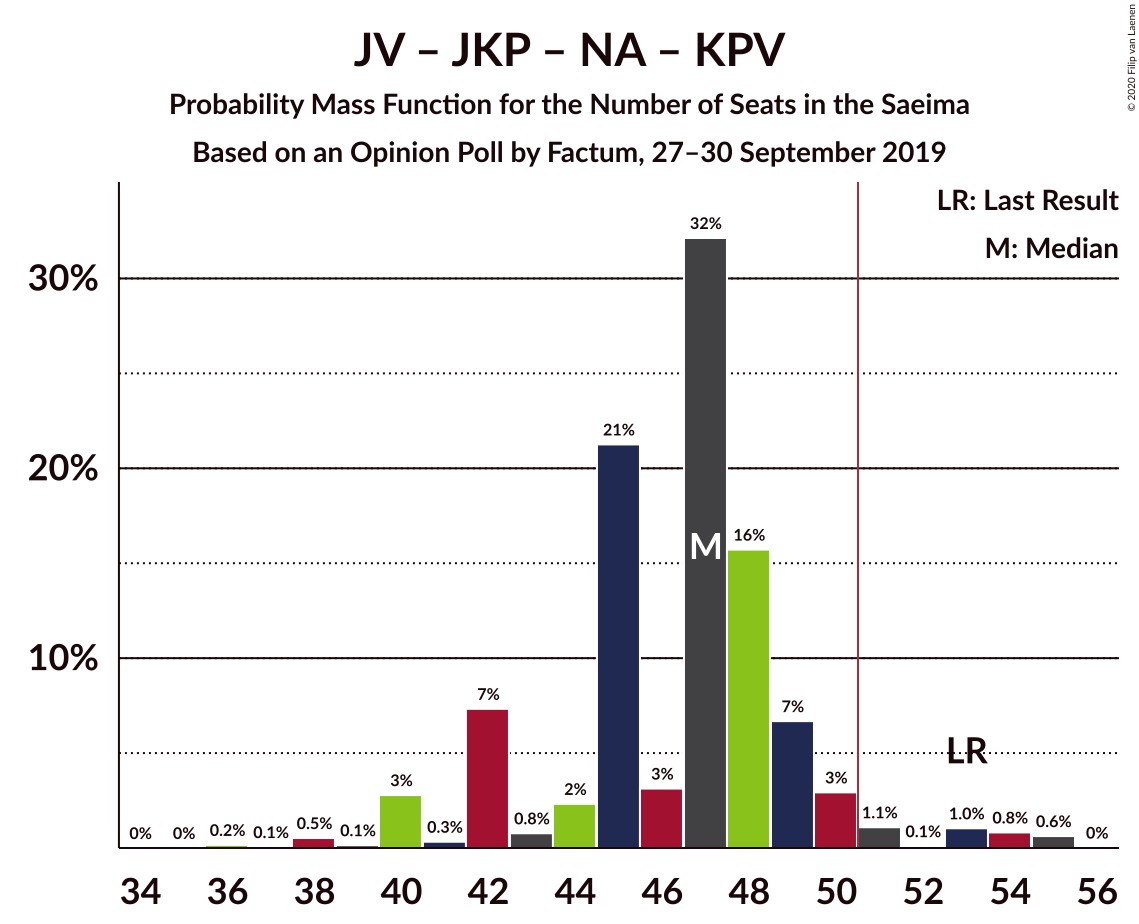 JV – JKP – NA – KPV
Probability Mass Function for the Number of Seats in the Saeima
Based on an Opinion Poll by Factum, 27–30 September 2019
© 2020 Filip van Laenen
LR: Last Result
M: Median
30%
20%
10%
0%
0%
0.2%
0.1%
0.5%
0.1%
3%
0.3%
7%
0.8%
2%
21%
3%
32%
16%
7%
3%
1.1%
0.1%
1.0%
0.8%
0.6%
0%
M
LR
34 36 38 40 42 44 46 48 50 52 54 56